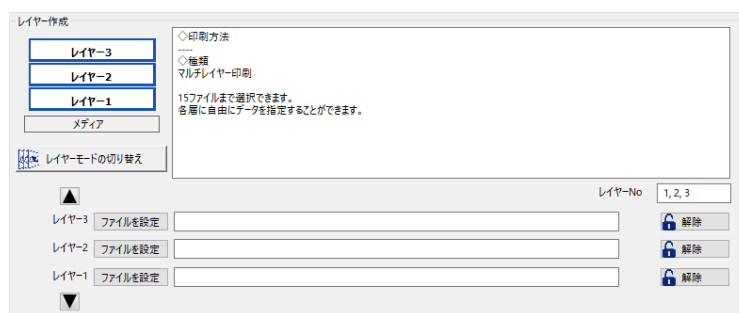 レイヤー作成
レイヤー3
レイヤー2
レイヤー1
メディア
レイヤーモードの切り替え
◇印刷方法
----
◇種類
マルチレイヤー印刷
15ファイルまで選択できます。
各層に自由にデータを指定することができます。
▲
レイヤーNo 1, 2, 3
レイヤー3 ファイルを設定 解除
レイヤー2 ファイルを設定 解除
レイヤー1 ファイルを設定 解除
▼